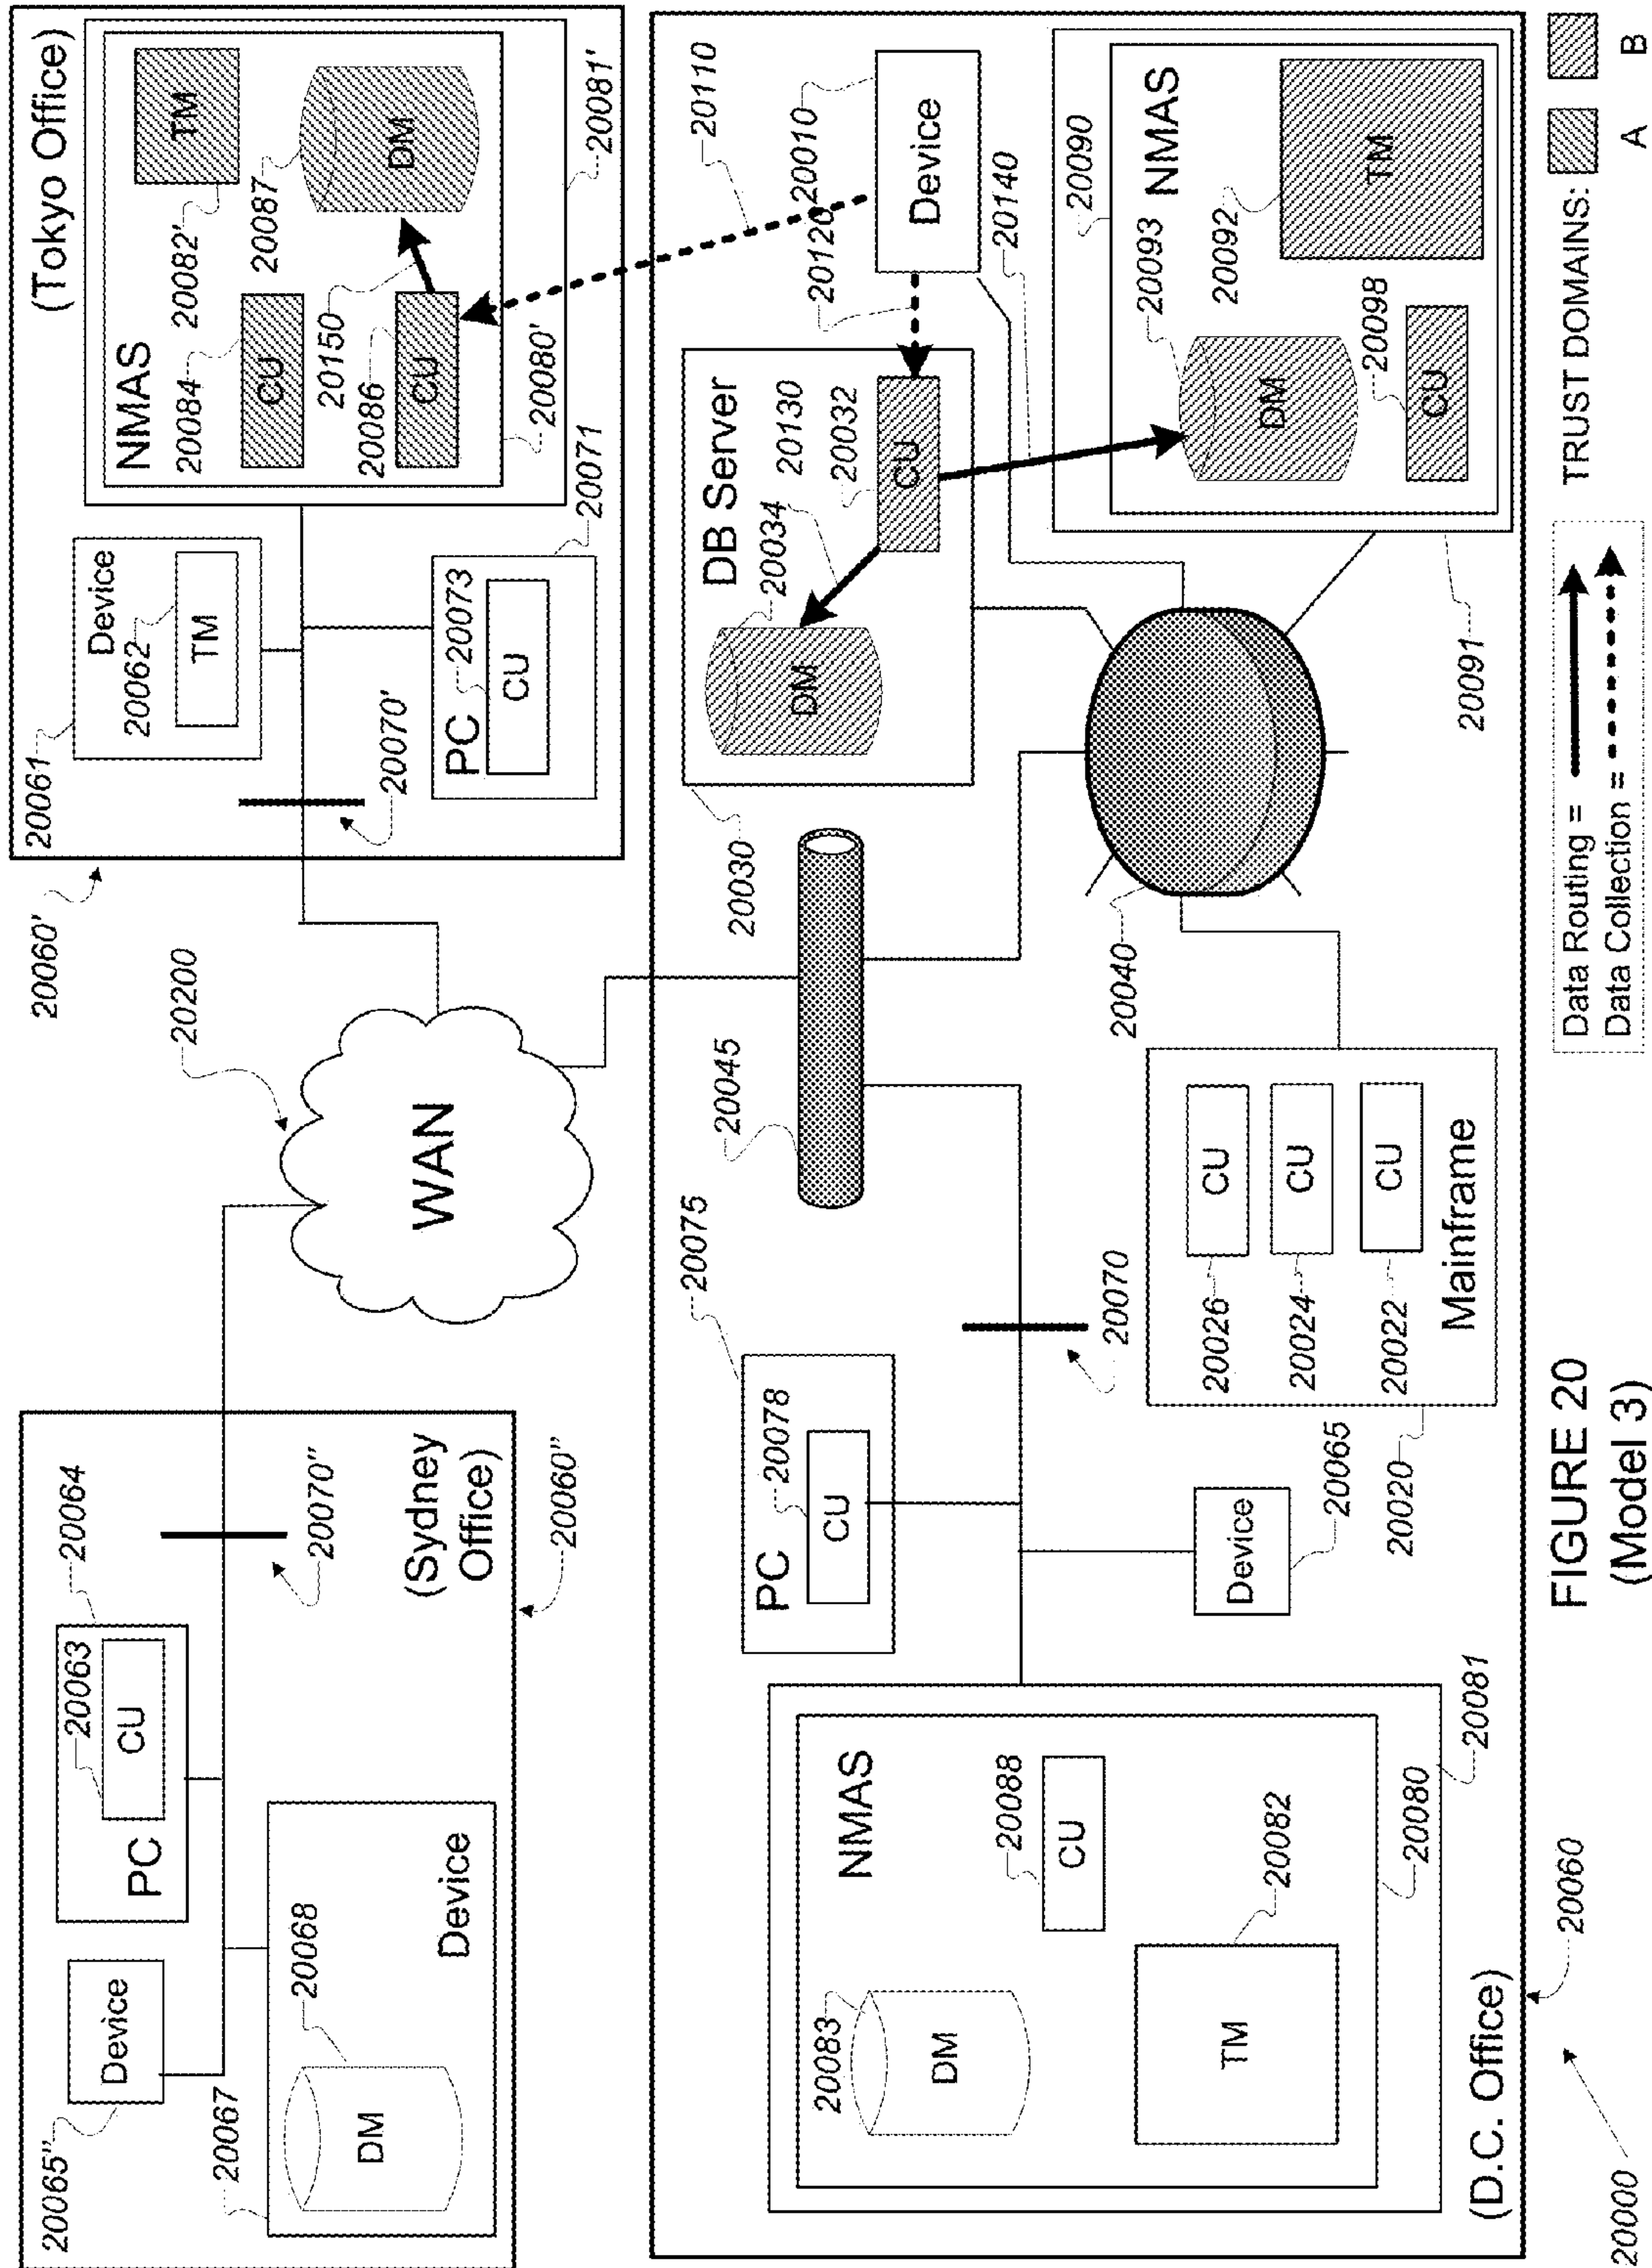 20065"
Device
20064
20063
CU
PC
20067
20068
DM
Device
20070"
(Sydney
Office)
20060"
20200
WAN
20060'
20061
Device
20062
TM
20070'
PC
20073
CU
20071
(Tokyo Office)
NMAS
20084
CU
20082'
TM
20150
20086
CU
20087
DM
20080'
20081'
20110
NMAS
20083
DM
20088
CU
TM
20082
20080
20081
20075
PC
20078
CU
20070
Device
20065
20045
20030
DB Server
20034
DM
20130
20032
CU
20120
20010
Device
20140
20040
20026
CU
20024
CU
20022
CU
Mainframe
20020
20090
NMAS
20093
DM
20092
TM
20098
CU
20091
(D.C. Office)
20060
20000
FIGURE 20
(Model 3)
Data Routing =
Data Collection =
TRUST DOMAINS:
A
B